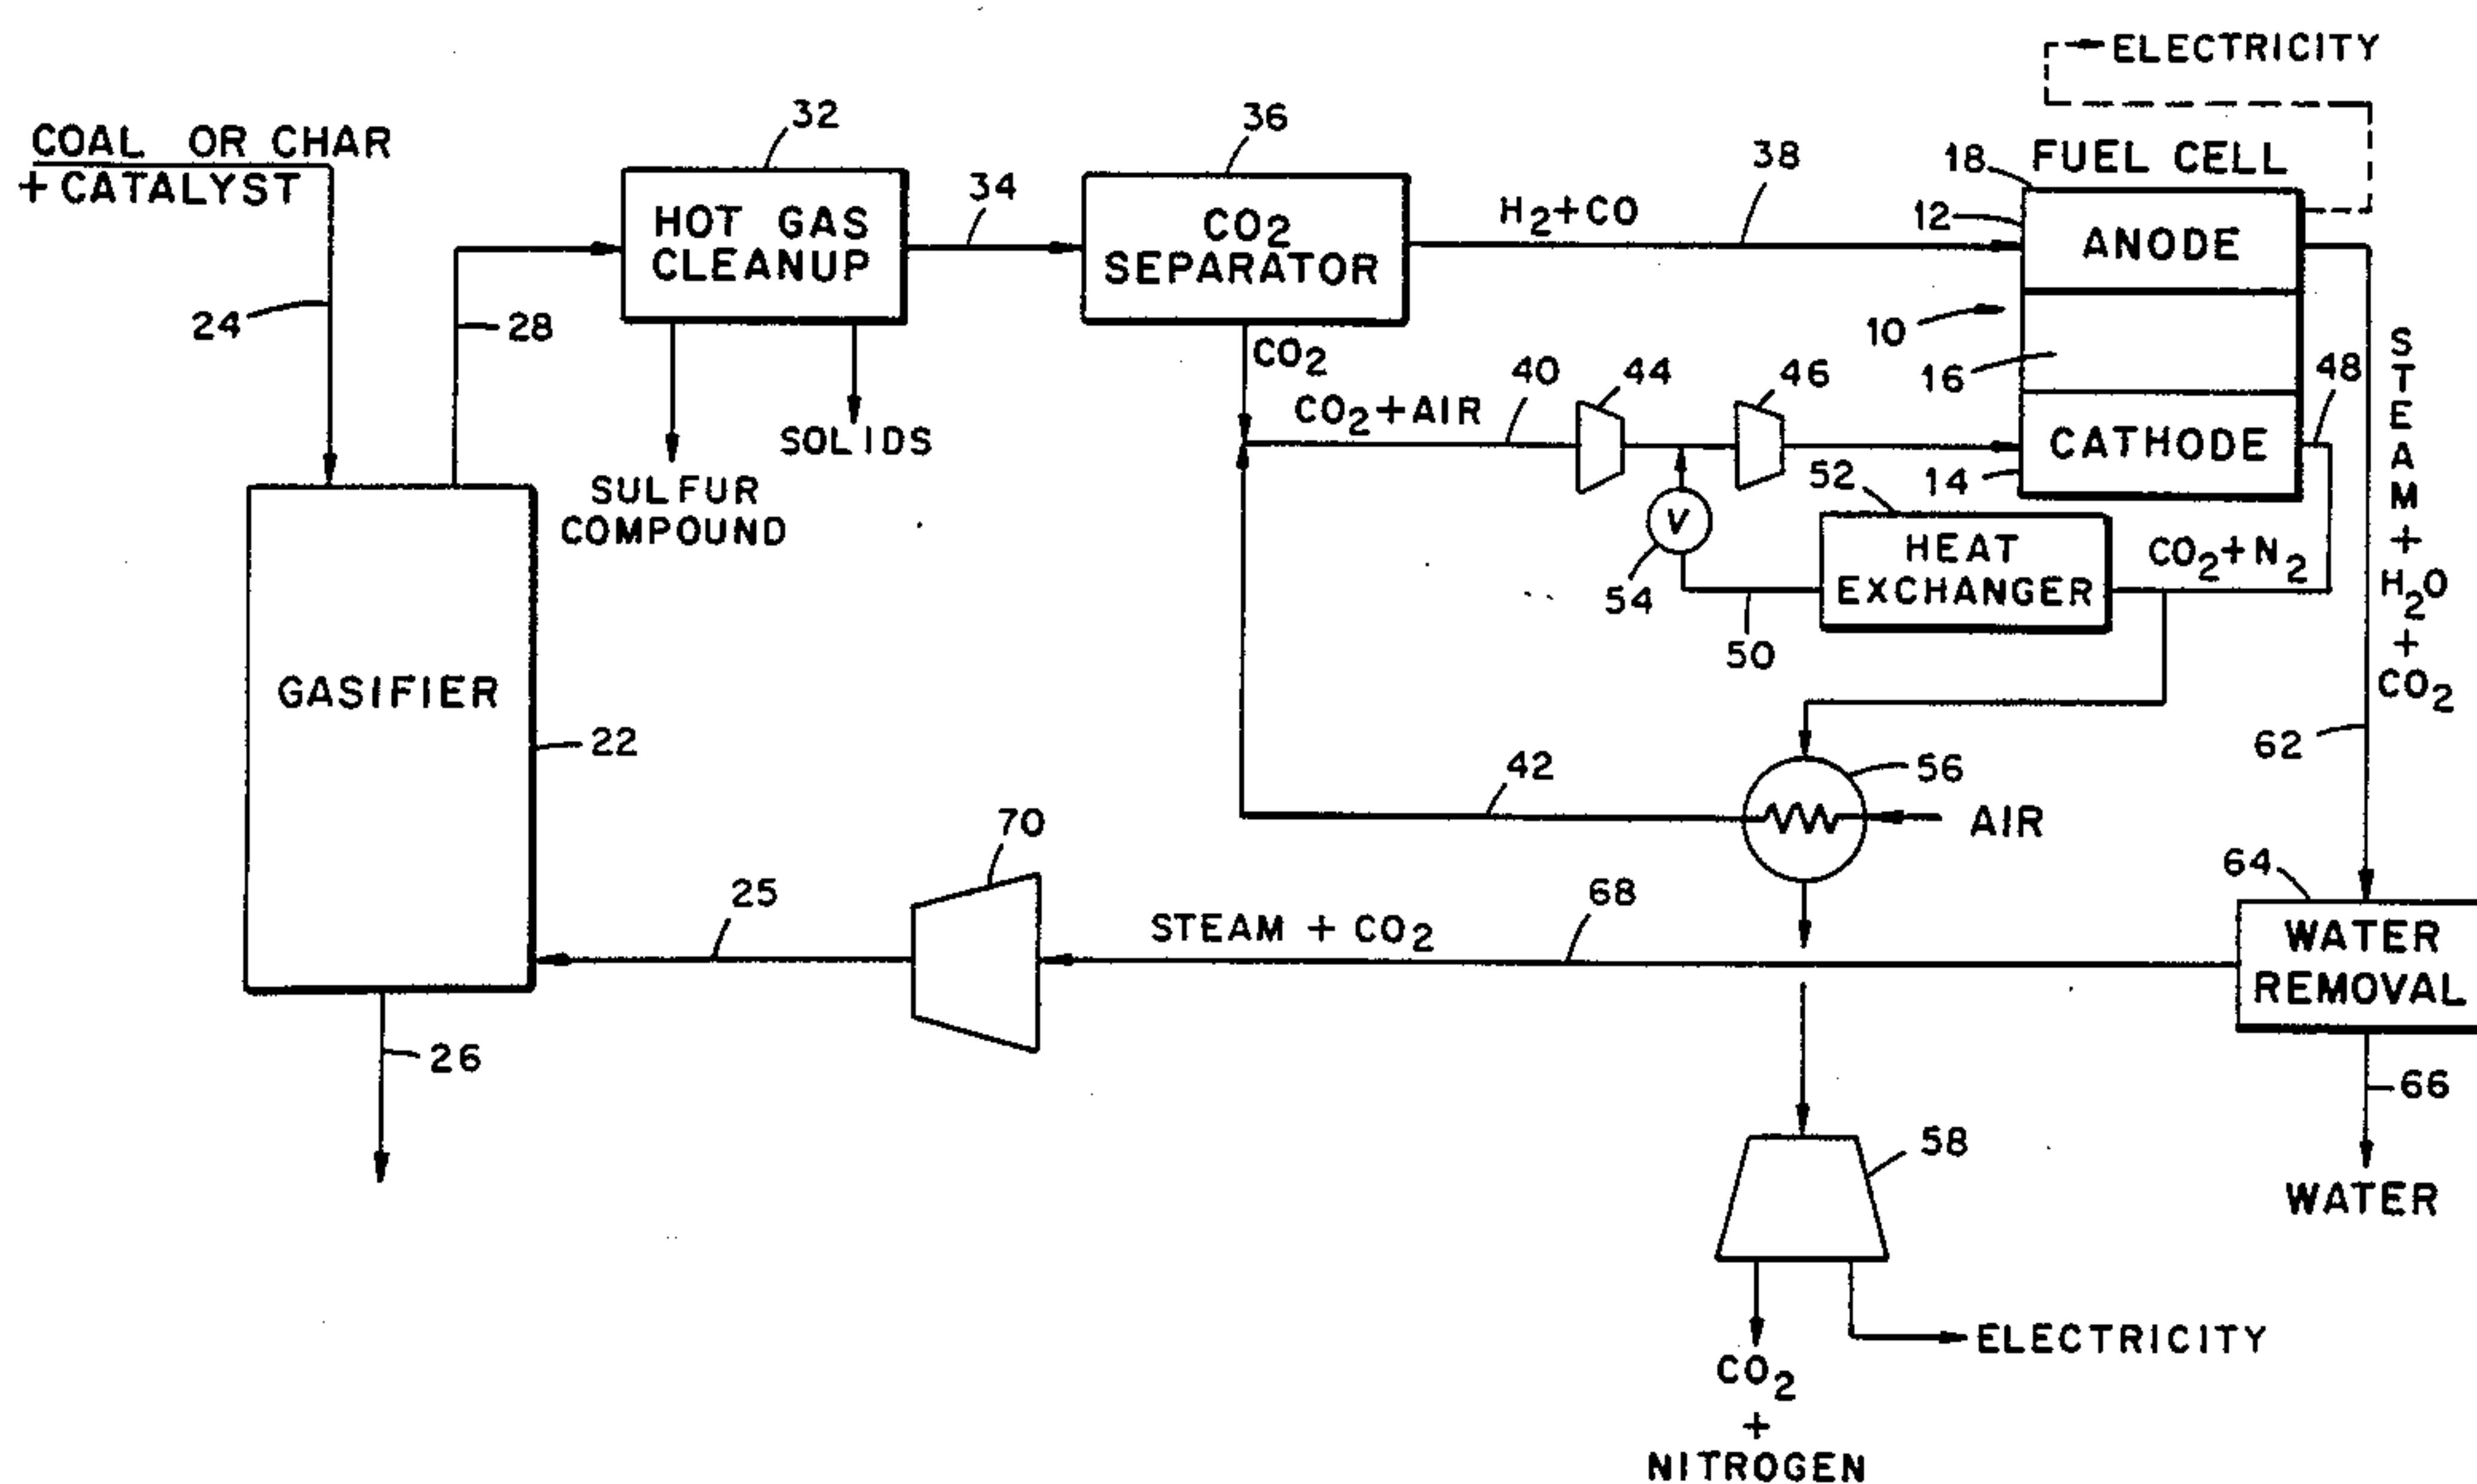 ELECTRICITY
COAL OR CHAR
+ CATALYST
24
28
32
HOT GAS
CLEANUP
34
SULFUR
COMPOUND
SOLIDS
36
CO2
SEPARATOR
H2+CO
38
18
FUEL CELL
12
ANODE
10
16
CATHODE
14
48
CO2
CO2+AIR
40
44
46
V
54
52
HEAT
EXCHANGER
50
CO2+N2
STEAM + H2O + CO2
62
GASIFIER
22
42
56
AIR
70
25
STEAM + CO2
68
64
WATER
REMOVAL
26
66
WATER
58
ELECTRICITY
CO2
+
NITROGEN